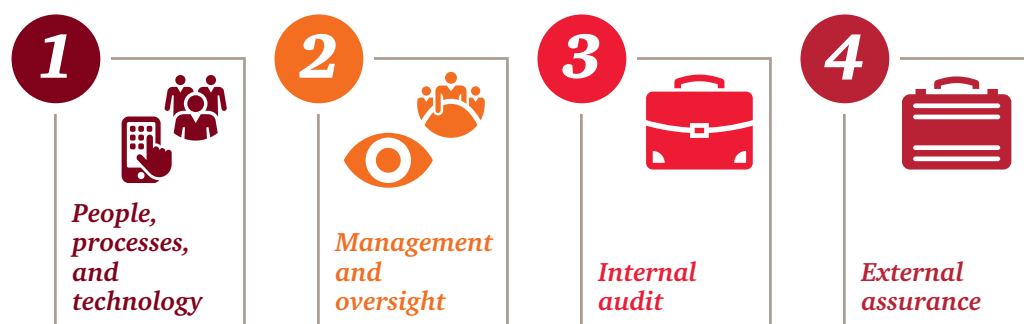 1
People,
processes,
and
technology
2
Management
and
oversight
3
Internal
audit
4
External
assurance